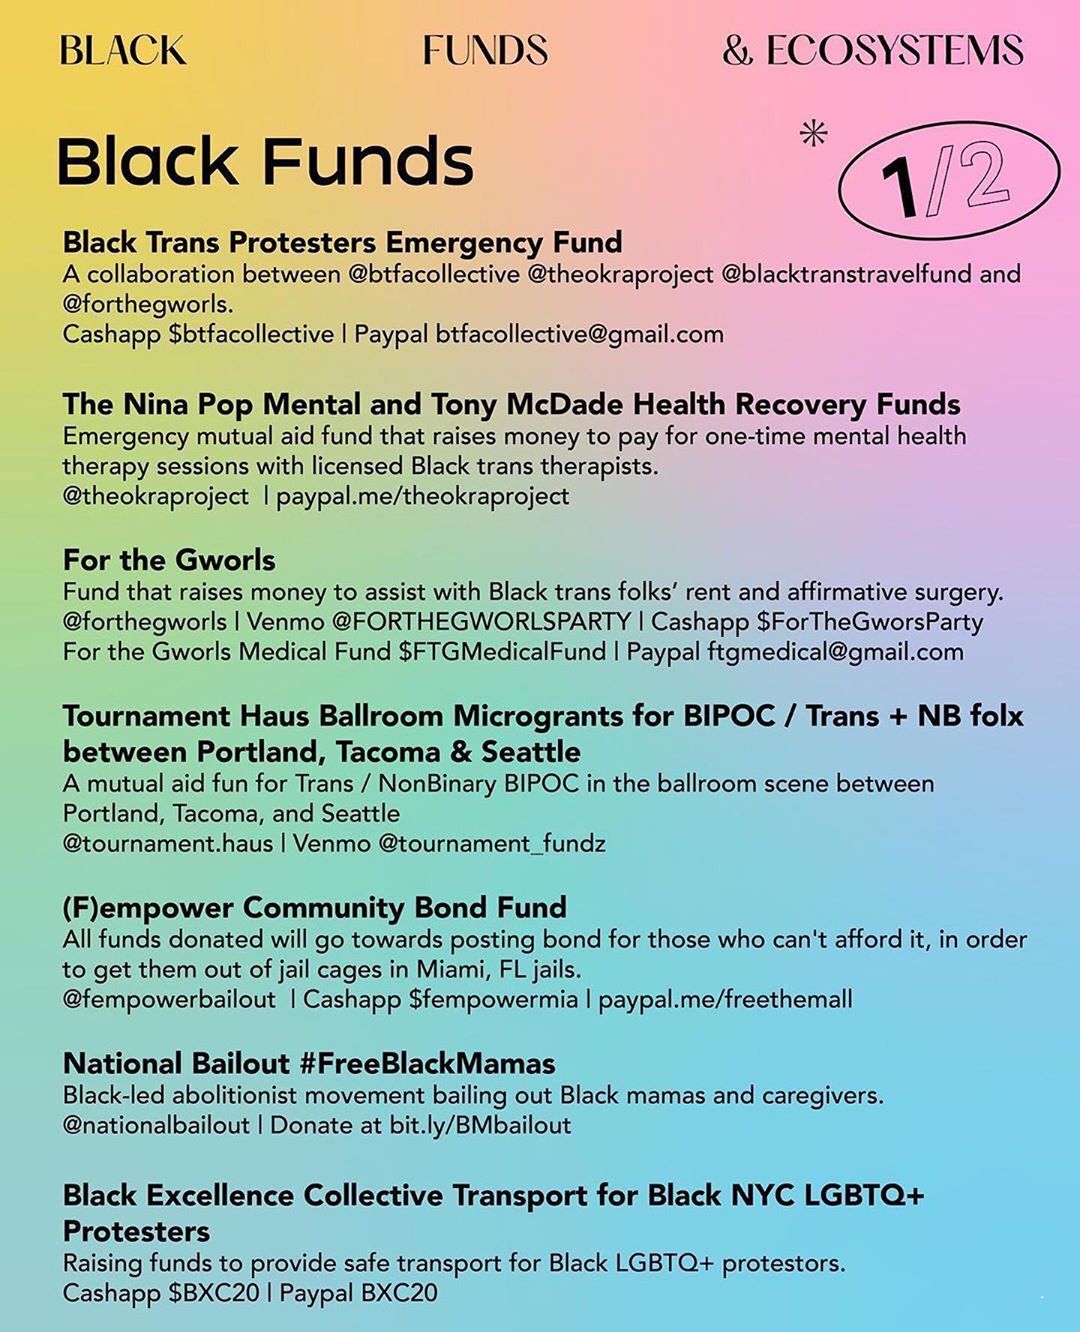 BLACK FUNDS & ECOSYSTEMS
Black Funds
* 1/2
Black Trans Protesters Emergency Fund
A collaboration between @btfacollective @theokraproject @blacktranstravelfund and
@forthegworls.
Cashapp $btfacollective | Paypal btfacollective@gmail.com
The Nina Pop Mental and Tony McDade Health Recovery Funds
Emergency mutual aid fund that raises money to pay for one-time mental health
therapy sessions with licensed Black trans therapists.
@theokraproject | paypal.me/theokraproject
For the Gworls
Fund that raises money to assist with Black trans folks’ rent and affirmative surgery.
@forthegworls | Venmo @FORTHEGWORLSPARTY | Cashapp $ForTheGworsParty
For the Gworls Medical Fund $FTGMedicalFund | Paypal ftgmedical@gmail.com
Tournament Haus Ballroom Microgrants for BIPOC / Trans + NB folx
between Portland, Tacoma & Seattle
A mutual aid fun for Trans / NonBinary BIPOC in the ballroom scene between
Portland, Tacoma, and Seattle
@tournament.haus | Venmo @tournament_fundz
(F)empower Community Bond Fund
All funds donated will go towards posting bond for those who can't afford it, in order
to get them out of jail cages in Miami, FL jails.
@fempowerbailout | Cashapp $fempowermia | paypal.me/freethemall
National Bailout #FreeBlackMamas
Black-led abolitionist movement bailing out Black mamas and caregivers.
@nationalbailout | Donate at bit.ly/BMbailout
Black Excellence Collective Transport for Black NYC LGBTQ+
Protesters
Raising funds to provide safe transport for Black LGBTQ+ protestors.
Cashapp $BXC20 | Paypal BXC20